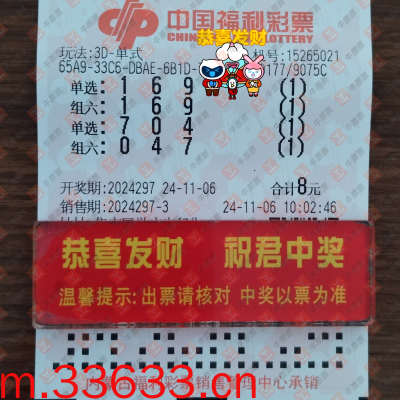 中国福利彩票
恭喜发财
玩法:3D-单式
机号:15265021
65A9-33C6-DBAE-6B1D-
177/9075C
单选: 1 6 9 (1)
组六: 1 6 9 (1)
单选: 7 0 4 (1)
组六: 0 4 7 (1)
开奖期:2024297 24-11-06 合计8元
销售期:2024297-3 24-11-06 10:02:46
恭喜发财 祝君中奖
温馨提示:出票请核对 中奖以票为准
m.33633.cn